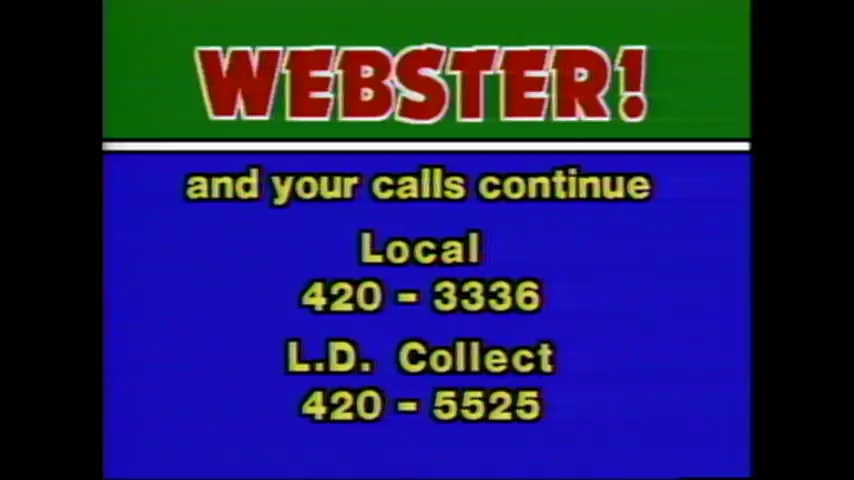 WEBSTER!
and your calls continue
Local
420 - 3336
L.D. Collect
420 - 5525